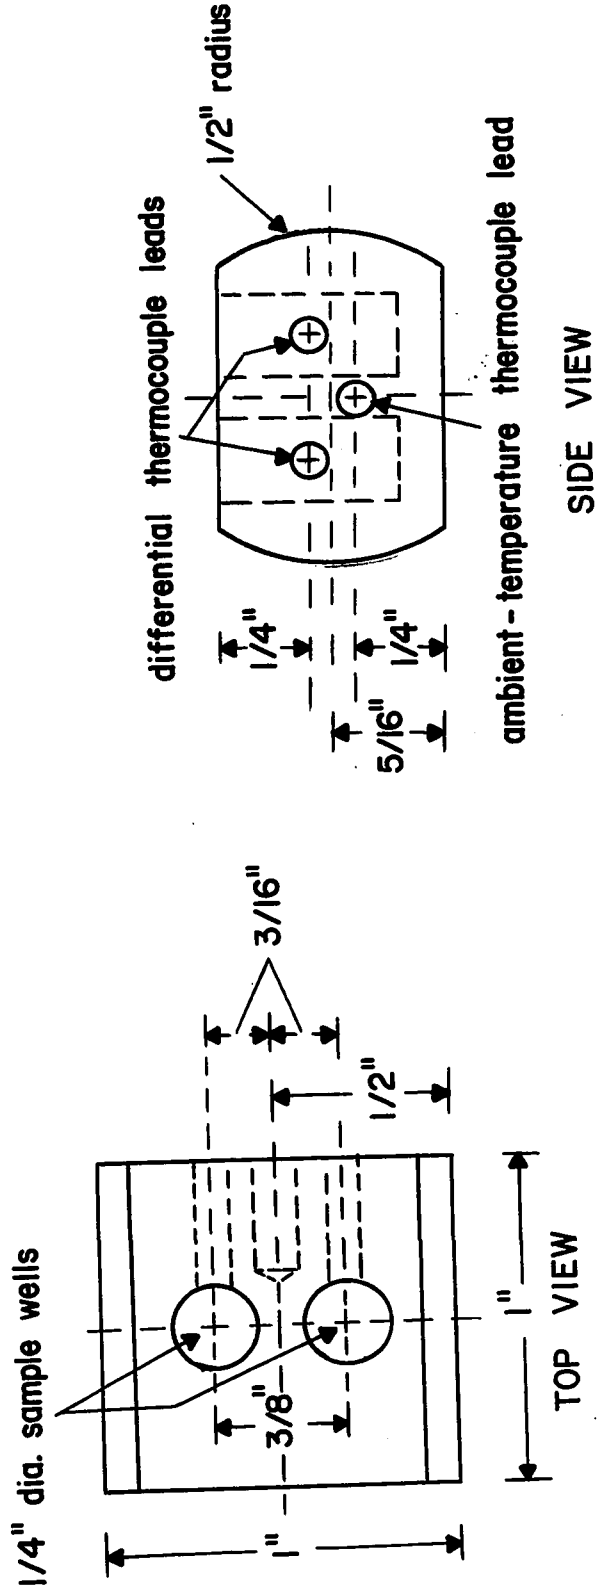 1/4" dia. sample wells
3/16"
3/8"
1/2"
1"
1"
TOP VIEW
differential thermocouple leads
1/2" radius
1/4"
1/4"
5/16"
ambient-temperature thermocouple lead
SIDE VIEW